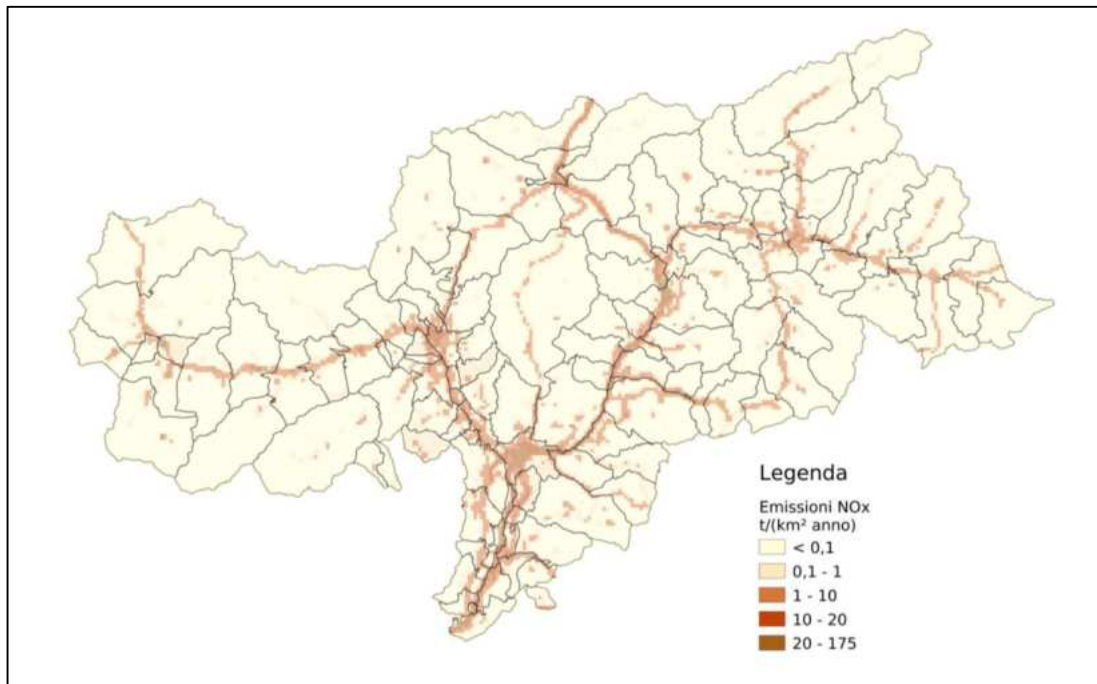 Legenda
Emissioni NOx
t/(km² anno)
< 0,1
0,1 - 1
1 - 10
10 - 20
20 - 175